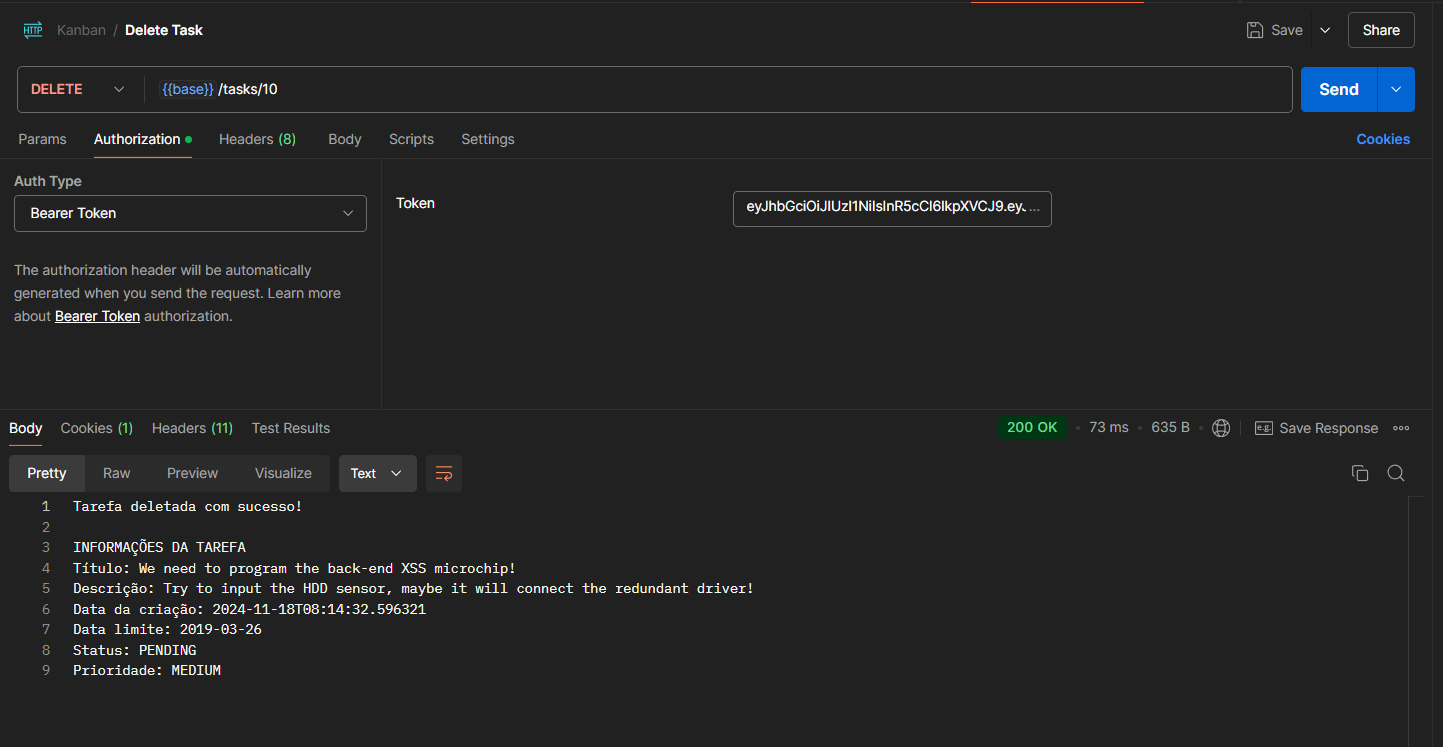 HTTP Kanban / Delete Task Save Share
DELETE {{base}}/tasks/10 Send
Params Authorization Headers (8) Body Scripts Settings Cookies
Auth Type
Bearer Token
Token
eyJhbGciOiJIUzI1NiIsInR5cCI6IkpXVCJ9.eyJ...
The authorization header will be automatically
generated when you send the request. Learn more
about Bearer Token authorization.
Body Cookies (1) Headers (11) Test Results 200 OK • 73 ms • 635 B • e.g. Save Response
Pretty Raw Preview Visualize Text
1 Tarefa deletada com sucesso!
2
3 INFORMAÇÕES DA TAREFA
4 Título: We need to program the back-end XSS microchip!
5 Descrição: Try to input the HDD sensor, maybe it will connect the redundant driver!
6 Data da criação: 2024-11-18T08:14:32.596321
7 Data limite: 2019-03-26
8 Status: PENDING
9 Prioridade: MEDIUM